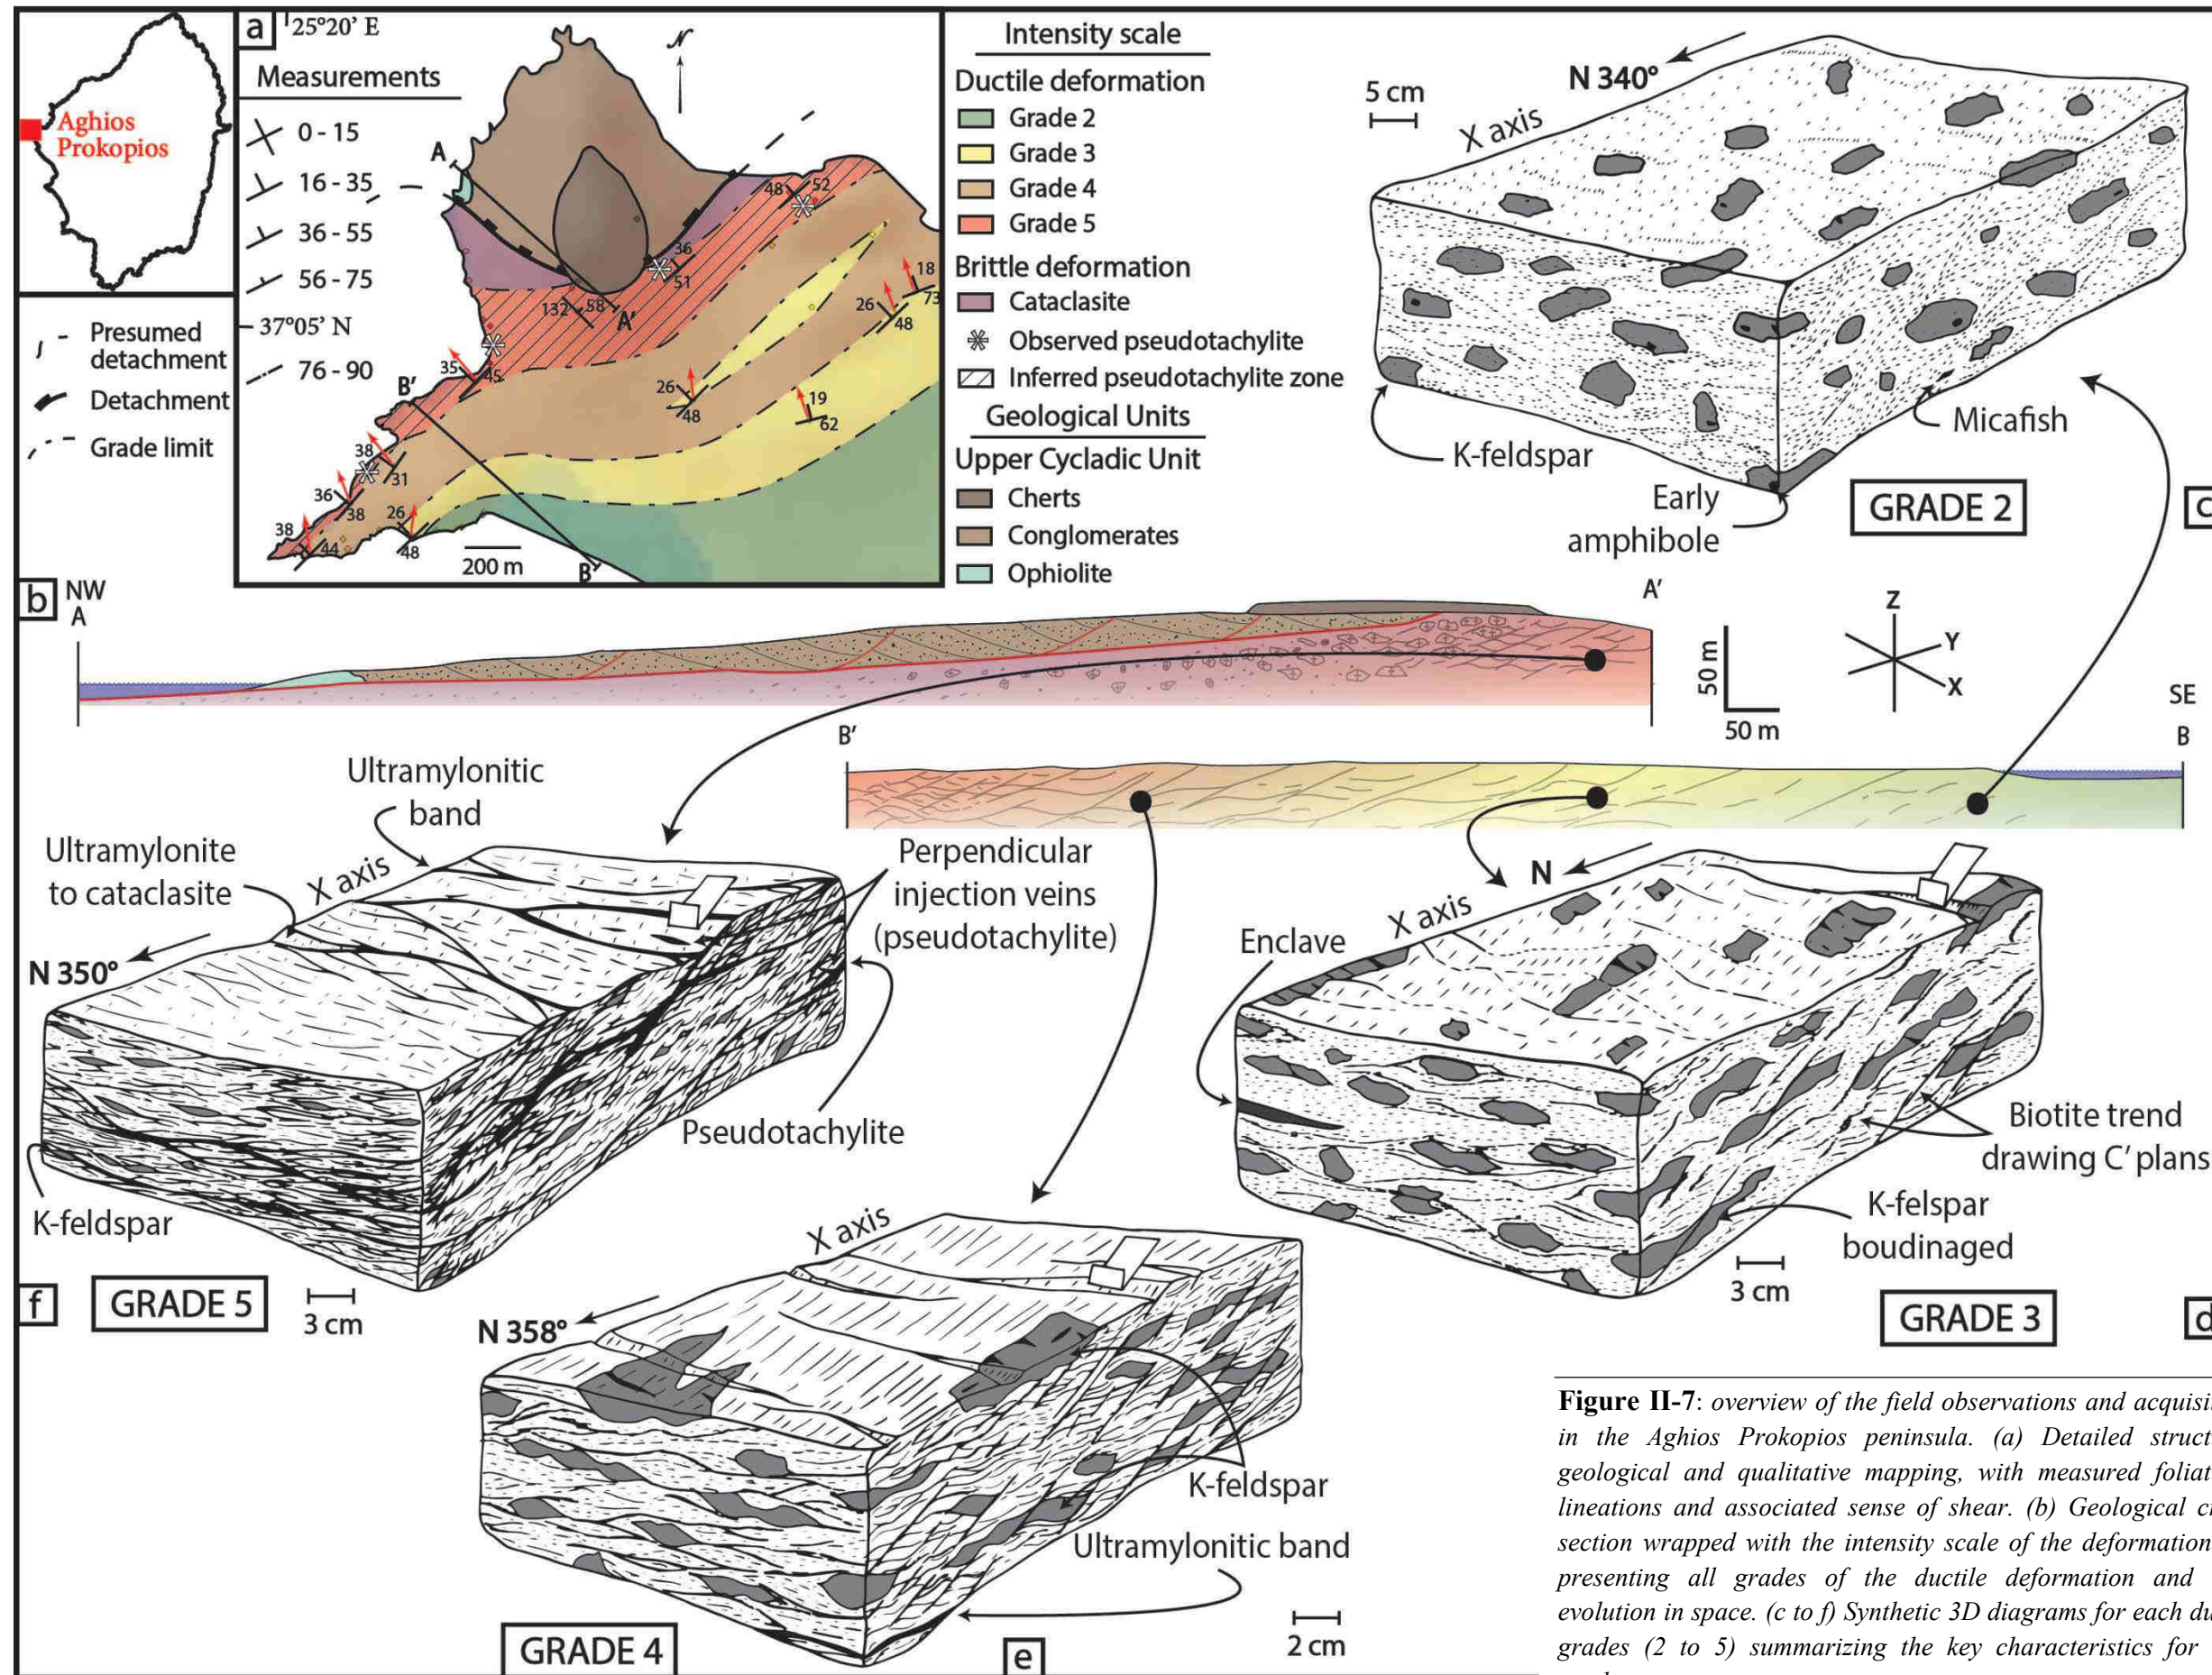 Aghios
Prokopios
Presumed
detachment
Detachment
Grade limit
a
25°20' E
Measurements
0 - 15
16 - 35
36 - 55
56 - 75
37°05' N
76 - 90
N
A
A'
B'
B
48
52
36
51
132
58
18
73
26
48
35
45
26
48
19
62
38
31
36
38
26
48
38
44
200 m
Intensity scale
Ductile deformation
Grade 2
Grade 3
Grade 4
Grade 5
Brittle deformation
Cataclasite
Observed pseudotachylite
Inferred pseudotachylite zone
Geological Units
Upper Cycladic Unit
Cherts
Conglomerates
Ophiolite
5 cm
N 340°
X axis
K-feldspar
Micafish
Early
amphibole
GRADE 2
c
b
NW
A
A'
Z
Y
X
50 m
50 m
SE
B
B'
Ultramylonitic
band
Ultramylonite
to cataclasite
X axis
N 350°
Perpendicular
injection veins
(pseudotachylite)
Pseudotachylite
K-feldspar
f
GRADE 5
3 cm
N
X axis
Enclave
Biotite trend
drawing C' plans
K-felspar
boudinaged
3 cm
GRADE 3
d
X axis
N 358°
K-feldspar
Ultramylonitic band
GRADE 4
e
2 cm
Figure II-7: overview of the field observations and acquisi
in the Aghios Prokopios peninsula. (a) Detailed struct
geological and qualitative mapping, with measured foliat
lineations and associated sense of shear. (b) Geological c
section wrapped with the intensity scale of the deformation
presenting all grades of the ductile deformation and
evolution in space. (c to f) Synthetic 3D diagrams for each du
grades (2 to 5) summarizing the key characteristics for